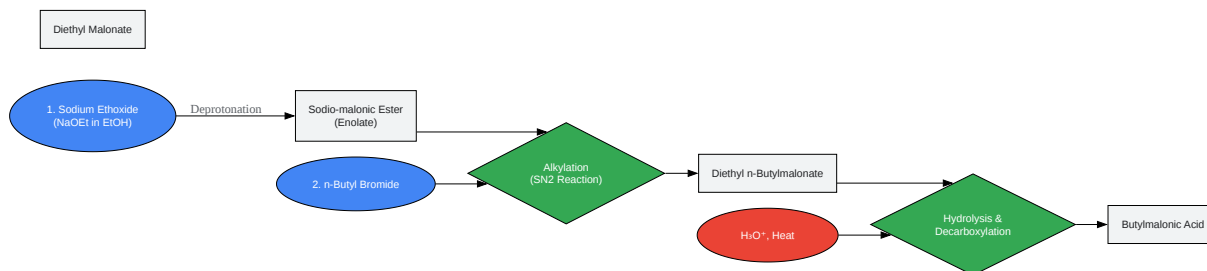 Diethyl Malonate
1. Sodium Ethoxide
(NaOEt in EtOH)
Deprotonation
Sodio-malonic Ester
(Enolate)
2. n-Butyl Bromide
Alkylation
(SN2 Reaction)
Diethyl n-Butylmalonate
H₃O⁺, Heat
Hydrolysis &
Decarboxylation
Butylmalonic Acid